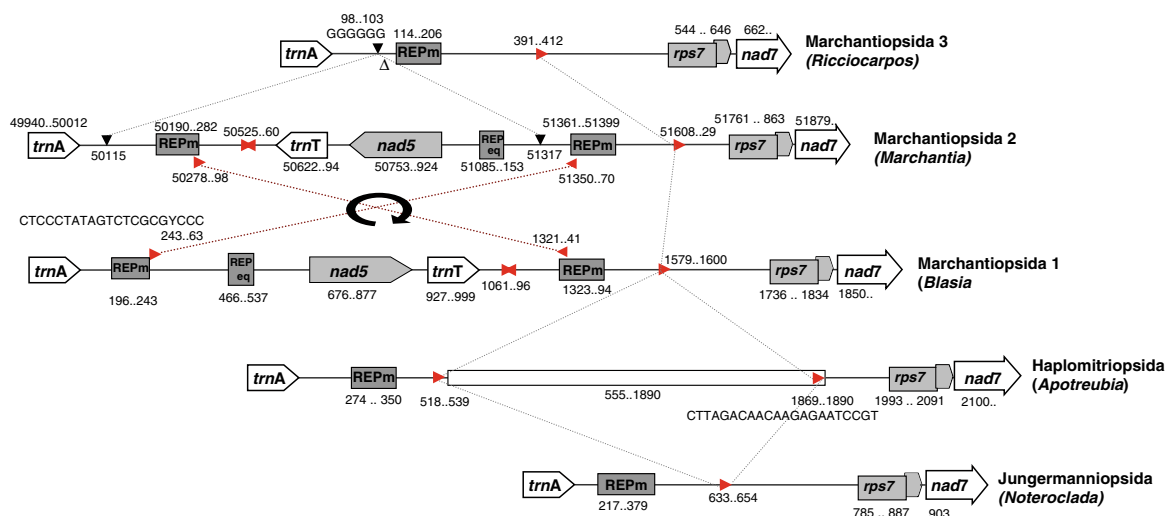 98..103
GGGGGG
114..206
391..412
544 .. 646
662..
trnA
REPm
rps7
nad7
Marchantiopsida 3
(Ricciocarpos)
Δ
49940..50012
50190..282
50525..60
51361..51399
51608..29
51761 .. 863
51879..
trnA
REPm
trnT
nad5
REP
eq
REPm
rps7
nad7
Marchantiopsida 2
(Marchantia)
50115
50278..98
50622..94
50753..924
51085..153
51317
51350..70
CTCCCTATAGTCTCGCGYCCC
243..63
1321..41
1579..1600
trnA
REPm
REP
eq
nad5
trnT
REPm
rps7
nad7
Marchantiopsida 1
(Blasia
196..243
466..537
676..877
927..999
1061..96
1323..94
1736 .. 1834
1850..
trnA
REPm
rps7
nad7
Haplomitriopsida
(Apotreubia)
274 .. 350
518..539
555..1890
1869..1890
1993 .. 2091
2100..
CTTAGACAACAAGAGAATCCGT
trnA
REPm
rps7
nad7
Jungermanniopsida
(Noteroclada)
217..379
633..654
785 .. 887
903